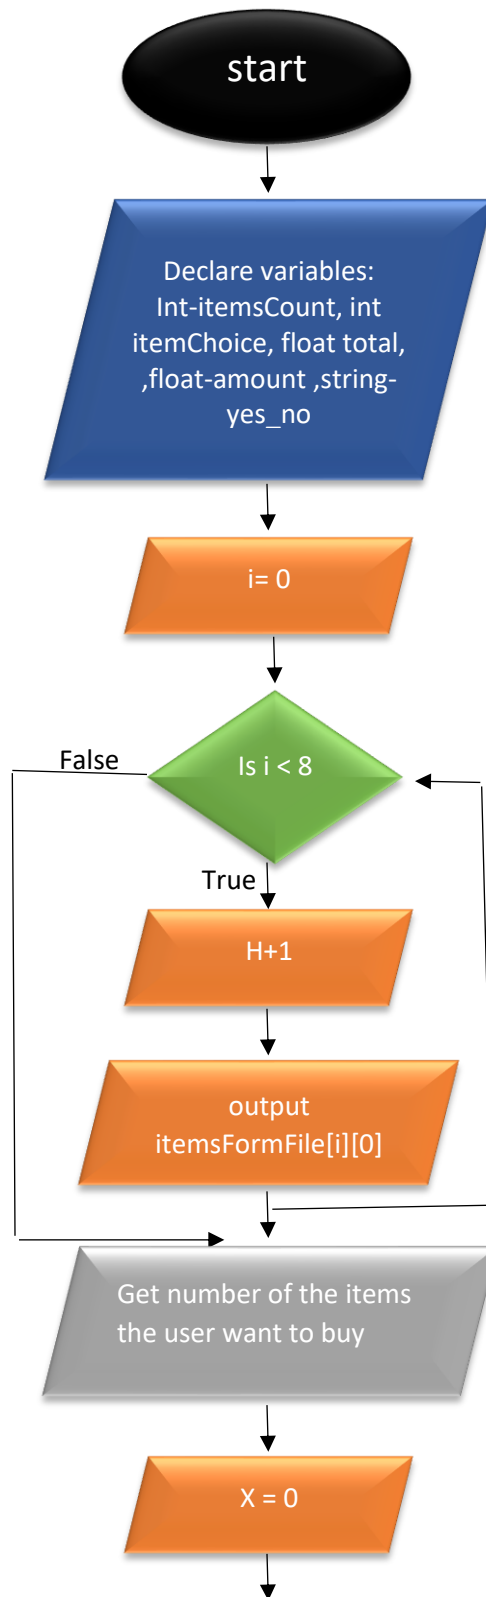 start
Declare variables:
Int-itemsCount, int
itemChoice, float total,
,float-amount ,string-
yes_no
i= 0
Is i < 8
False
True
H+1
output
itemsFormFile[i][0]
Get number of the items
the user want to buy
X = 0